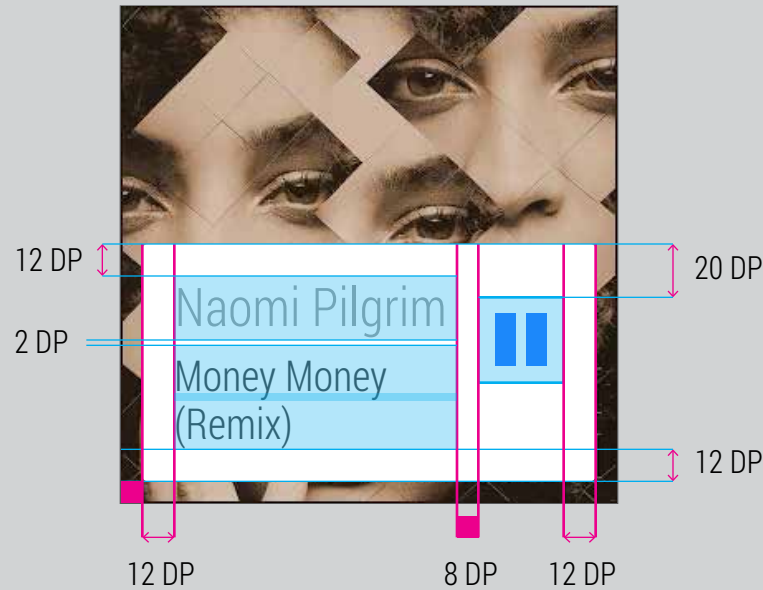 12 DP
20 DP
Naomi Pilgrim
2 DP
Money Money
(Remix)
12 DP
12 DP
8 DP
12 DP